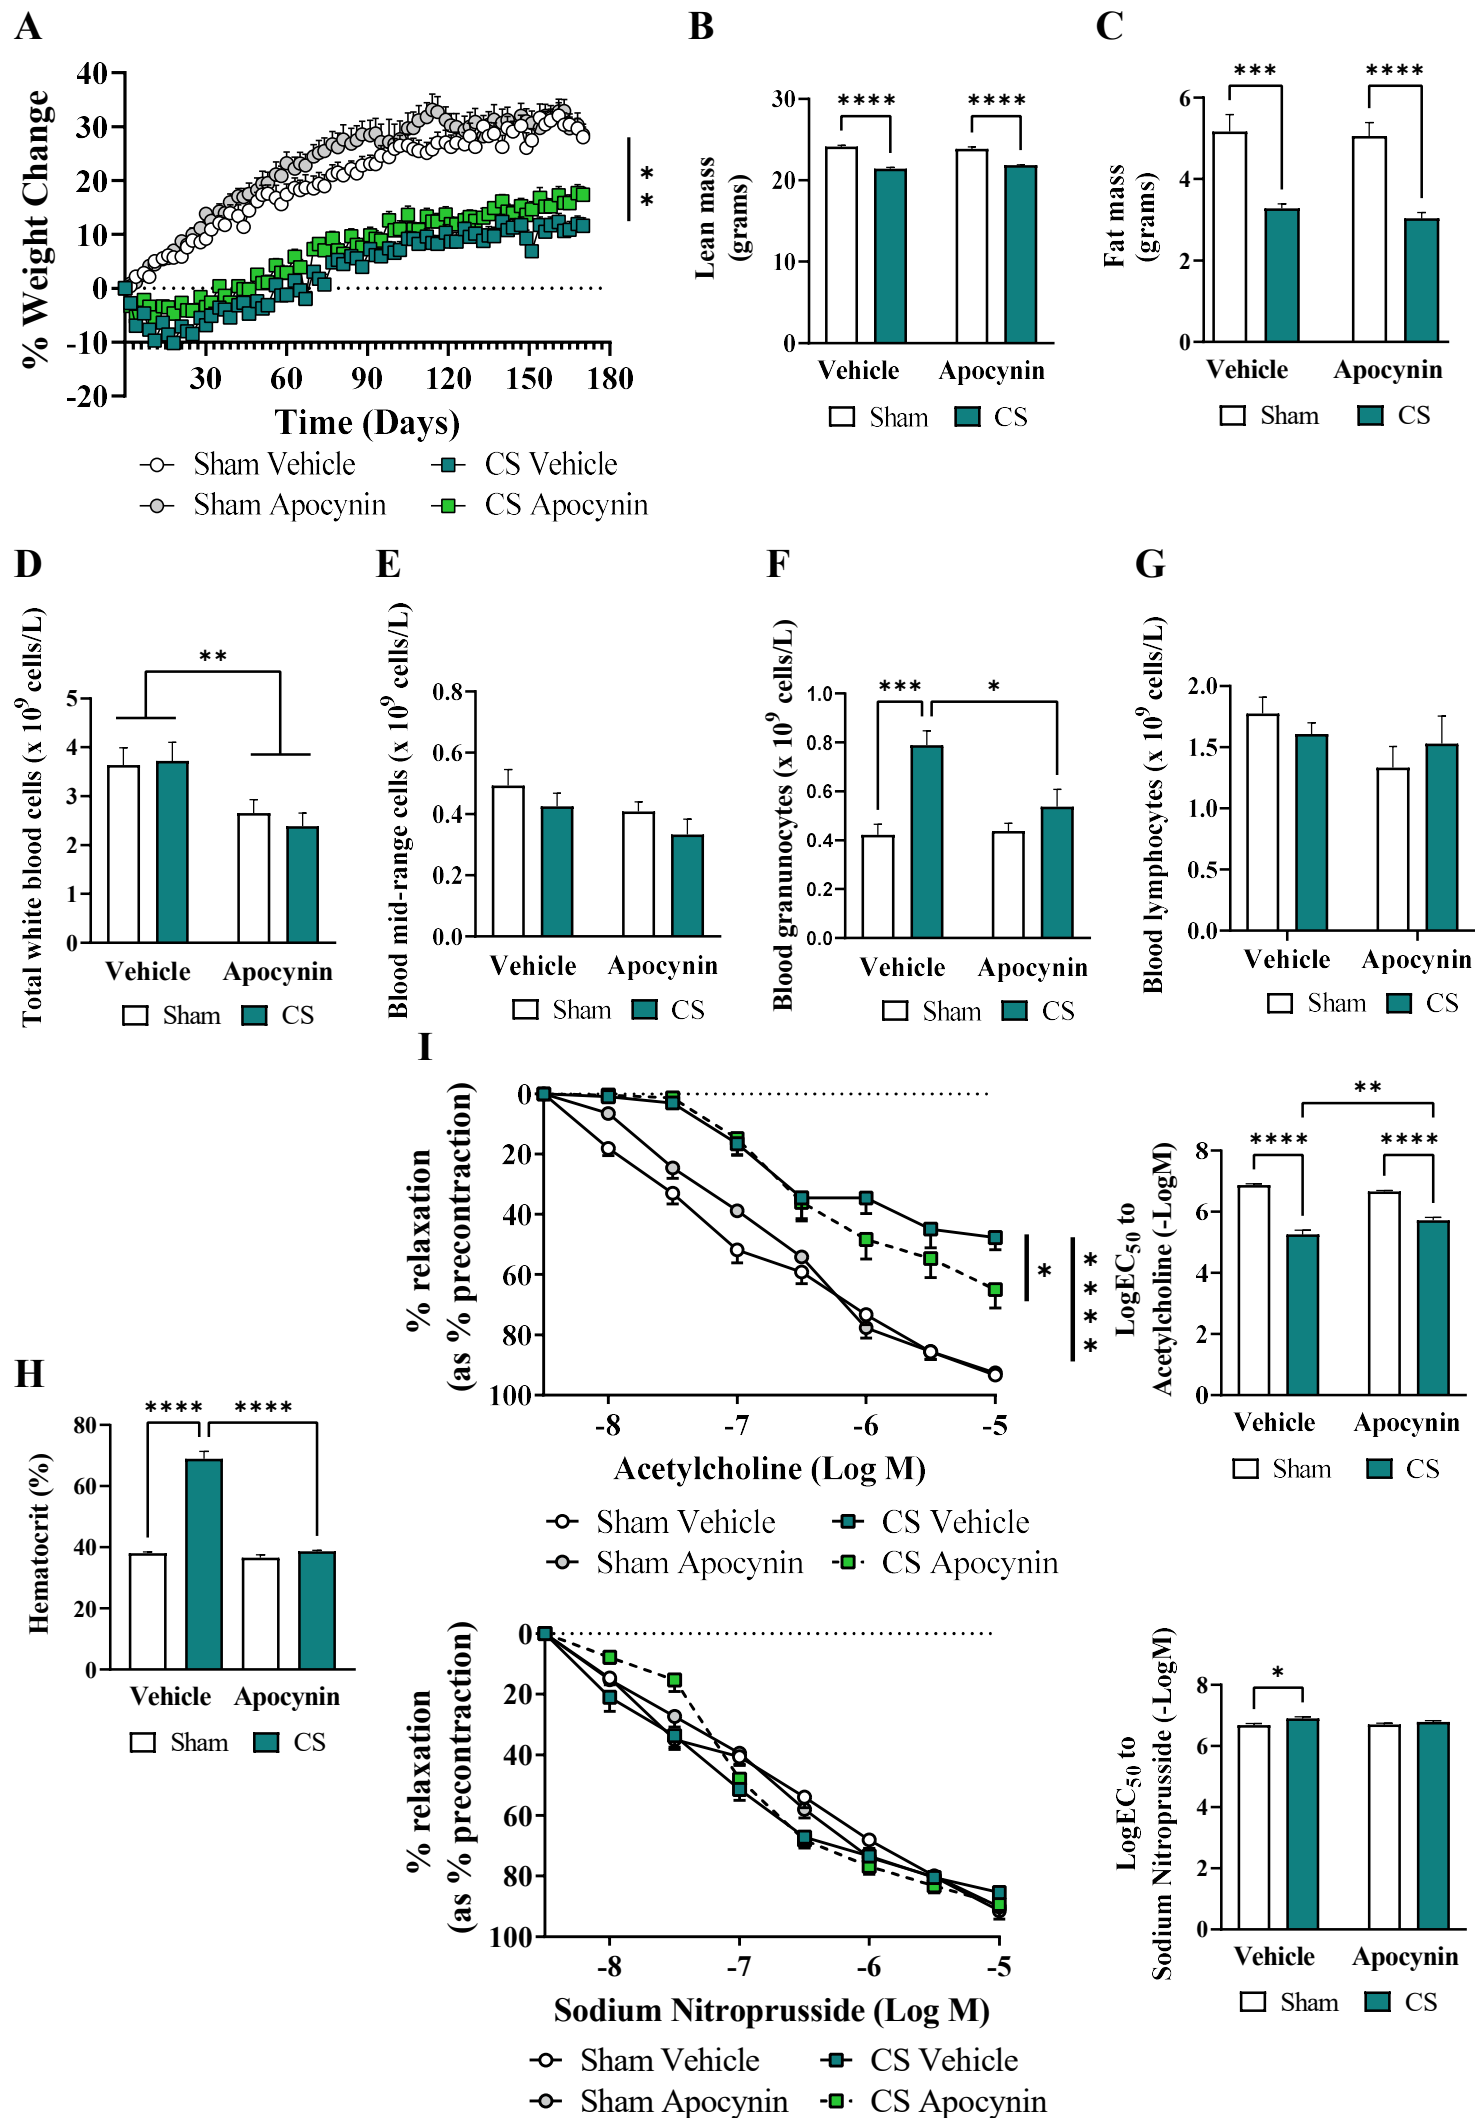 A
% Weight Change
40
30
20
10
0
-10
-20
30 60 90 120 150 180
Time (Days)
* *
Sham Vehicle CS Vehicle
Sham Apocynin CS Apocynin
B
Lean mass
(grams)
30
20
10
0
**** ****
Vehicle Apocynin
Sham CS
C
Fat mass
(grams)
6
4
2
0
*** ****
Vehicle Apocynin
Sham CS
D
Total white blood cells (x 10⁹ cells/L)
5
4
3
2
1
0
**
Vehicle Apocynin
Sham CS
E
Blood mid-range cells (x 10⁹ cells/L)
0.8
0.6
0.4
0.2
0.0
Vehicle Apocynin
Sham CS
F
Blood granunocytes (x 10⁹ cells/L)
1.0
0.8
0.6
0.4
0.2
0.0
*** *
Vehicle Apocynin
Sham CS
G
Blood lymphocytes (x 10⁹ cells/L)
2.0
1.5
1.0
0.5
0.0
Vehicle Apocynin
Sham CS
H
Hematocrit (%)
80
60
40
20
0
**** ****
Vehicle Apocynin
Sham CS
I
% relaxation
(as % precontraction)
0
20
40
60
80
100
-8 -7 -6 -5
Acetylcholine (Log M)
*
* * * *
Sham Vehicle CS Vehicle
Sham Apocynin CS Apocynin
LogEC₅₀ to
Acetylcholine (-LogM)
8
6
4
2
0
**
**** ****
Vehicle Apocynin
Sham CS
% relaxation
(as % precontraction)
0
20
40
60
80
100
-8 -7 -6 -5
Sodium Nitroprusside (Log M)
Sham Vehicle CS Vehicle
Sham Apocynin CS Apocynin
LogEC₅₀ to
Sodium Nitroprusside (-LogM)
8
6
4
2
0
*
Vehicle Apocynin
Sham CS